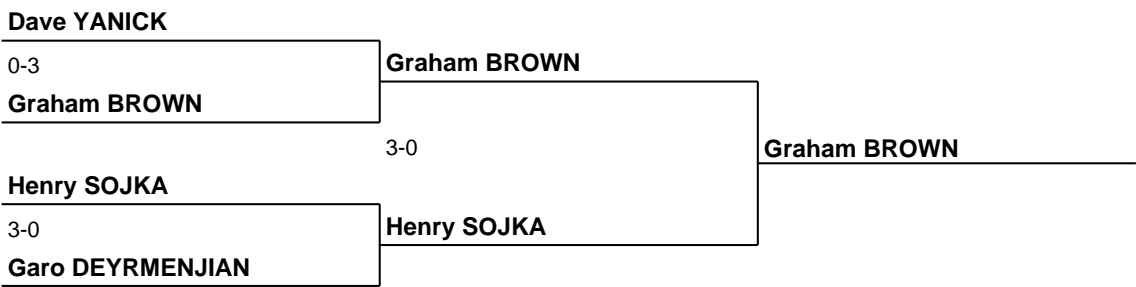 Dave YANICK
0-3
Graham BROWN
Graham BROWN
3-0
Graham BROWN
Henry SOJKA
3-0
Henry SOJKA
Garo DEYRMENJIAN